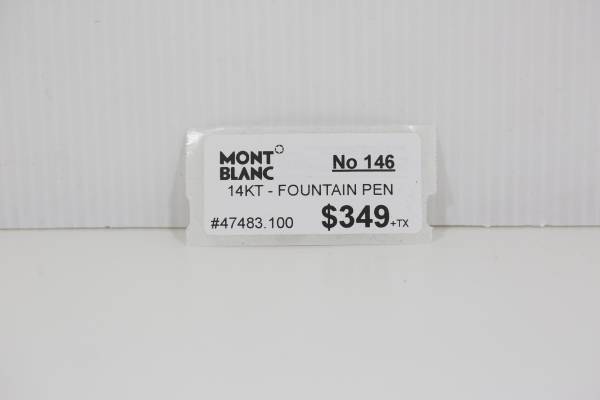 MONT
BLANC
No 146
14KT - FOUNTAIN PEN
#47483.100 $349+TX